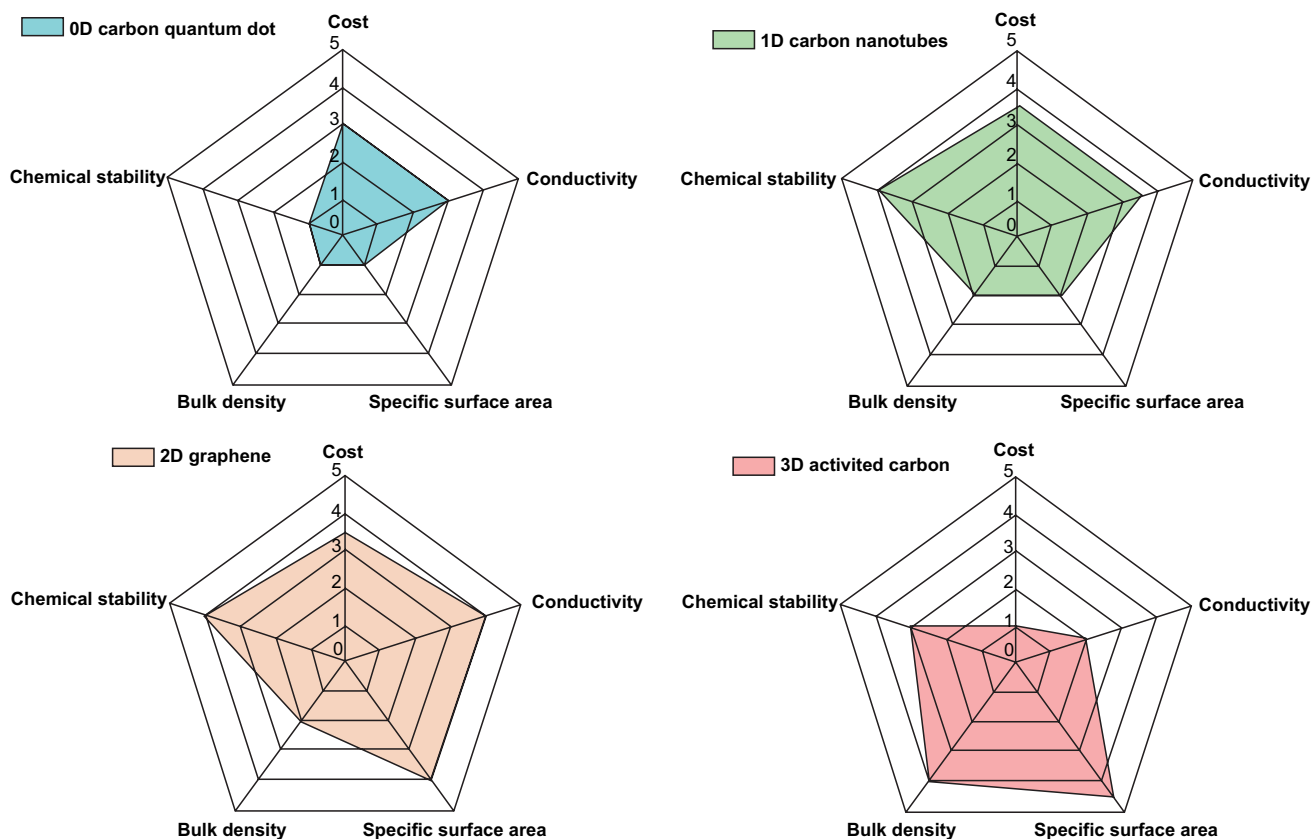 0D carbon quantum dot
Cost
5
4
3
2
1
0
Chemical stability
Conductivity
Bulk density
Specific surface area
1D carbon nanotubes
Cost
5
4
3
2
1
0
Chemical stability
Conductivity
Bulk density
Specific surface area
2D graphene
Cost
5
4
3
2
1
0
Chemical stability
Conductivity
Bulk density
Specific surface area
3D activited carbon
Cost
5
4
3
2
1
0
Chemical stability
Conductivity
Bulk density
Specific surface area